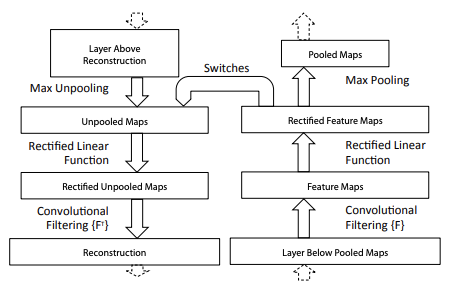 Layer Above
Reconstruction
Max Unpooling
Unpooled Maps
Rectified Linear
Function
Rectified Unpooled Maps
Convolutional
Filtering {Fᵀ}
Reconstruction
Switches
Pooled Maps
Max Pooling
Rectified Feature Maps
Rectified Linear
Function
Feature Maps
Convolutional
Filtering {F}
Layer Below Pooled Maps